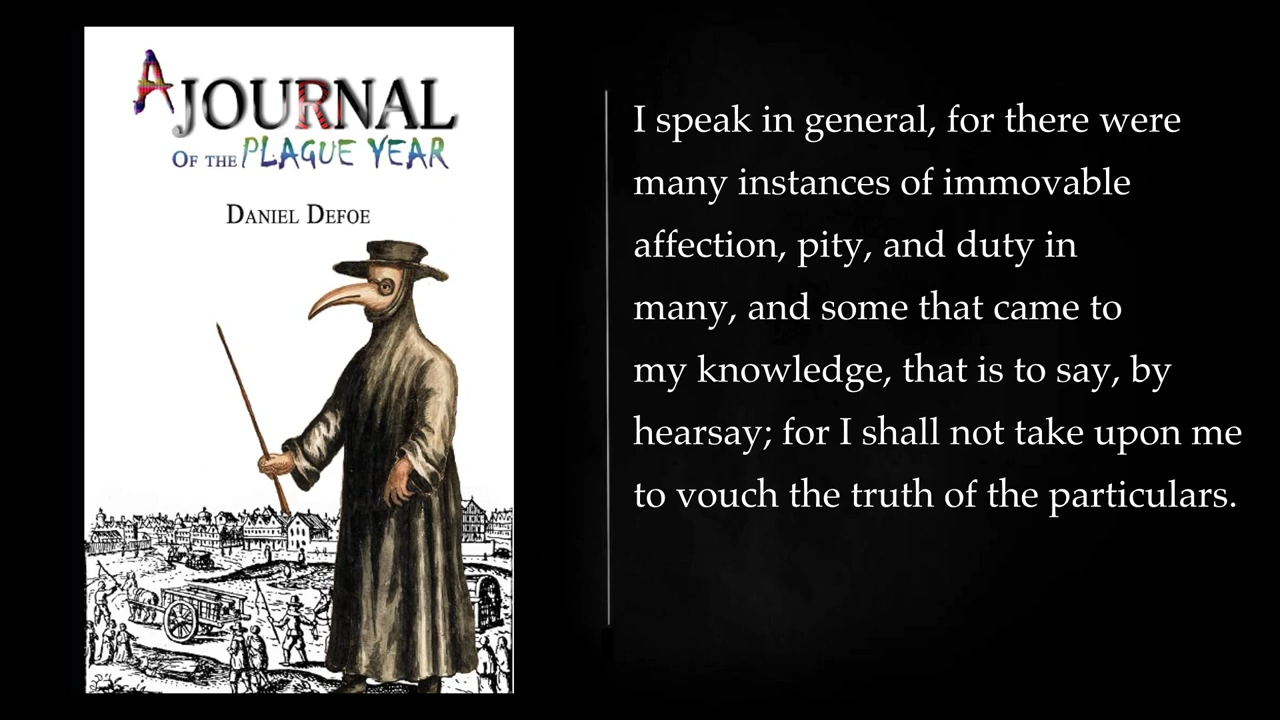 A JOURNAL
OF THE PLAGUE YEAR
DANIEL DEFOE
I speak in general, for there were
many instances of immovable
affection, pity, and duty in
many, and some that came to
my knowledge, that is to say, by
hearsay; for I shall not take upon me
to vouch the truth of the particulars.